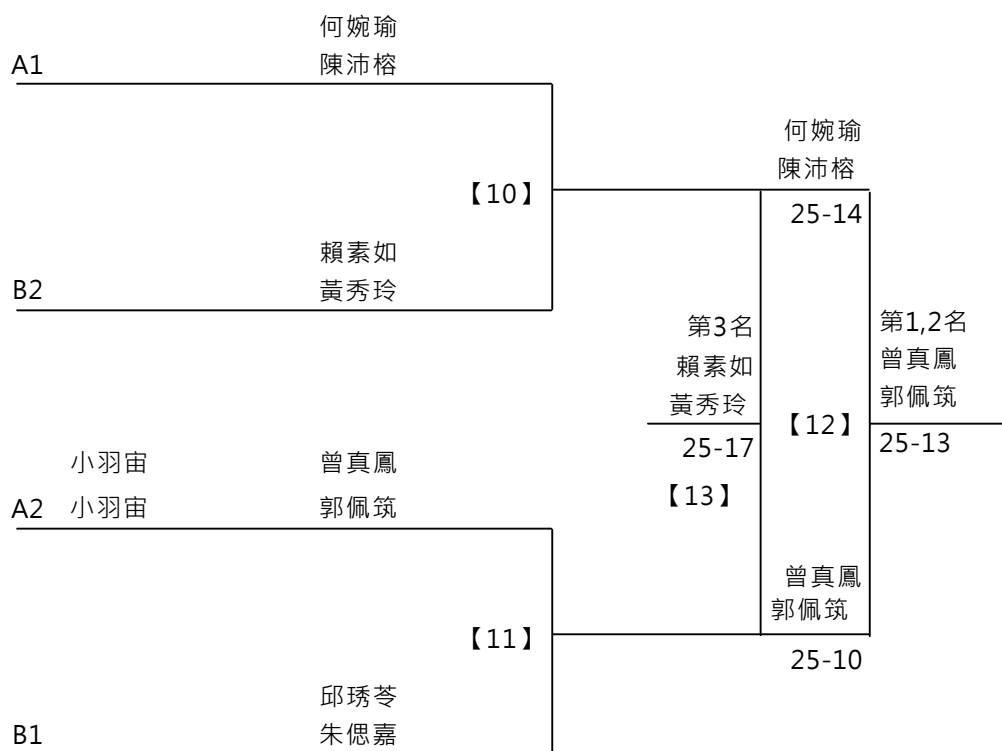 何婉瑜
A1 陳沛榕
何婉瑜
陳沛榕
【10】
25-14
賴素如
B2 黃秀玲
第3名 第1,2名
賴素如 曾真鳳
黃秀玲 郭佩筑
【12】
25-17 25-13
小羽宙 曾真鳳
A2 小羽宙 郭佩筑
【13】
曾真鳳
郭佩筑
【11】
25-10
邱琇苓
B1 朱偲嘉